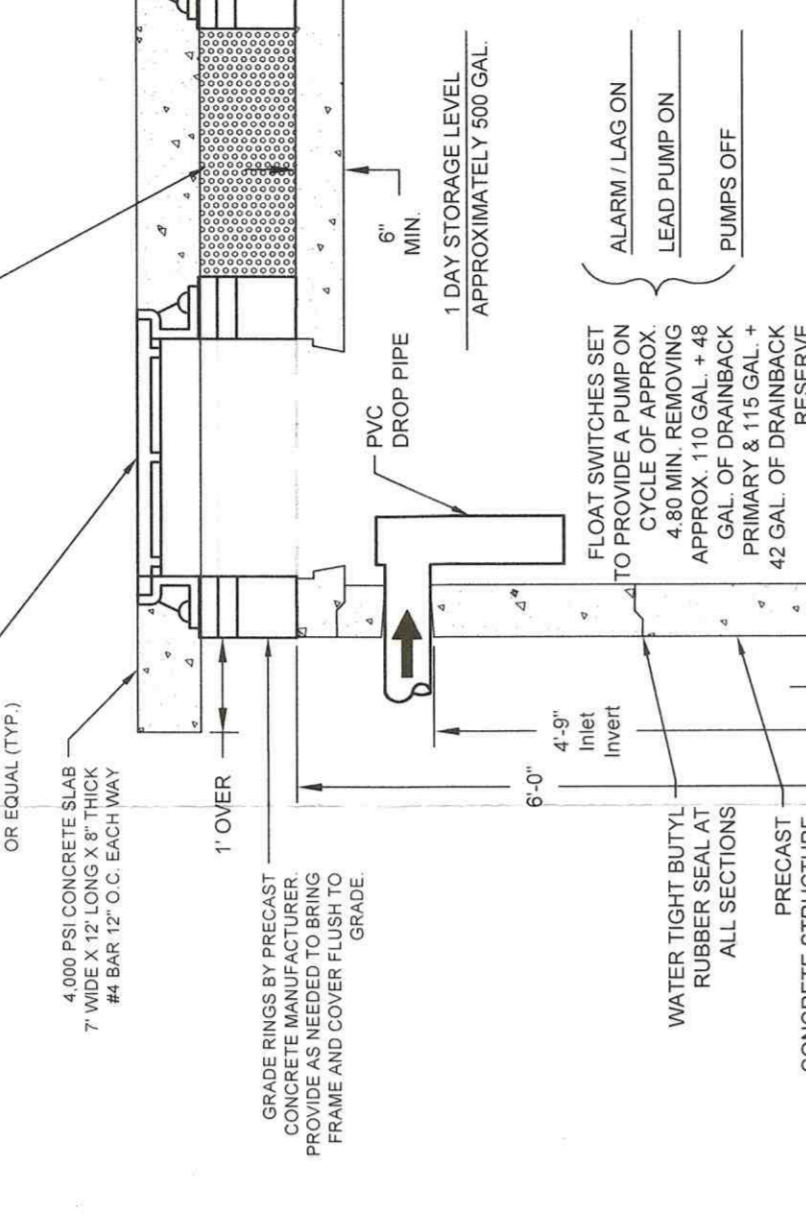 OR EQUAL (TYP.)
4,000 PSI CONCRETE SLAB
7' WIDE X 12' LONG X 8" THICK
#4 BAR 12" O.C. EACH WAY
1' OVER
GRADE RINGS BY PRECAST
CONCRETE MANUFACTURER.
PROVIDE AS NEEDED TO BRING
FRAME AND COVER FLUSH TO
GRADE.
6"
MIN.
1 DAY STORAGE LEVEL
APPROXIMATELY 500 GAL.
PVC
DROP PIPE
4'-9"
Inlet
Invert
6'-0"
FLOAT SWITCHES SET
TO PROVIDE A PUMP ON
CYCLE OF APPROX.
4.80 MIN. REMOVING
APPROX. 110 GAL. + 48
GAL. OF DRAINBACK
PRIMARY & 115 GAL. +
42 GAL. OF DRAINBACK
RESERVE
ALARM / LAG ON
LEAD PUMP ON
PUMPS OFF
WATER TIGHT BUTYL
RUBBER SEAL AT
ALL SECTIONS
PRECAST
CONCRETE STRUCTURE